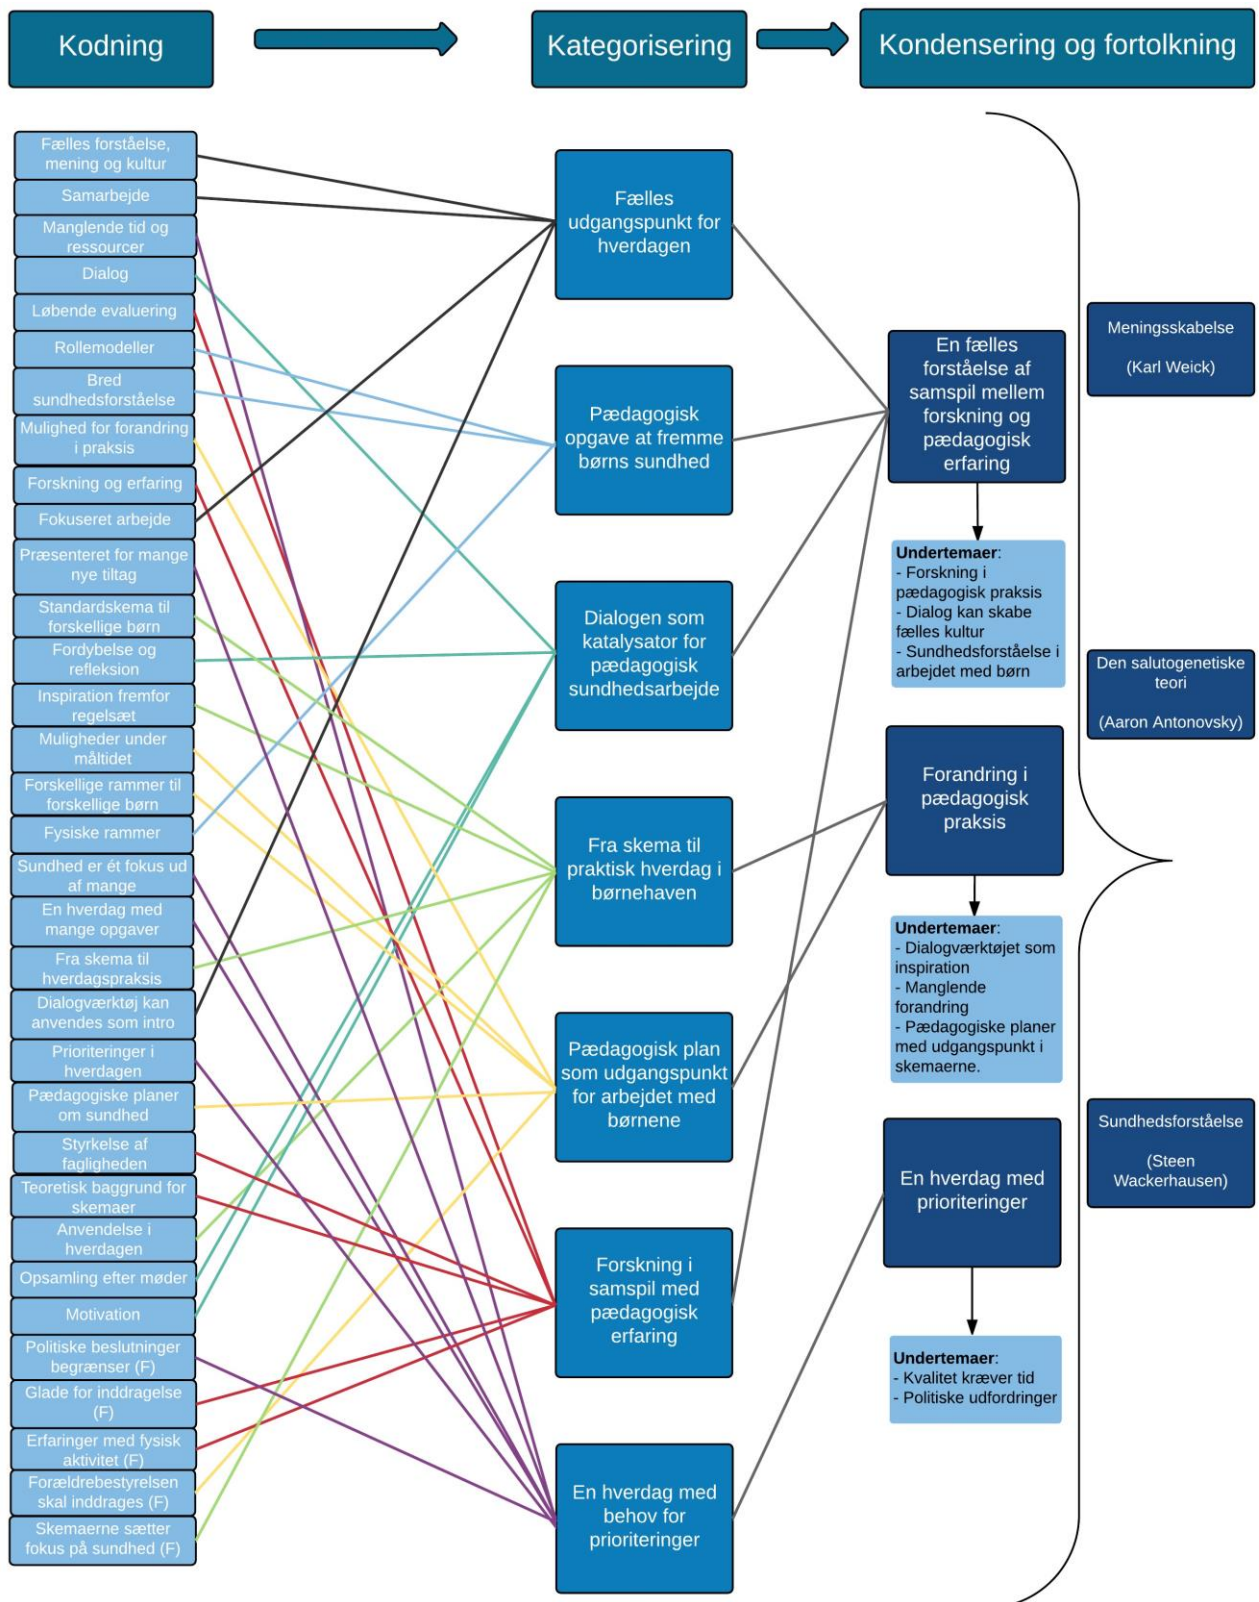 Kodning
Kategorisering
Kondensering og fortolkning
Fælles forståelse,
mening og kultur
Samarbejde
Manglende tid og
ressourcer
Dialog
Løbende evaluering
Rollemodeller
Bred
sundhedsforståelse
Mulighed for forandring
i praksis
Forskning og erfaring
Fokuseret arbejde
Præsenteret for mange
nye tiltag
Standardskema til
forskellige børn
Fordybelse og
refleksion
Inspiration fremfor
regelsæt
Muligheder under
måltidet
Forskellige rammer til
forskellige børn
Fysiske rammer
Sundhed er ét fokus ud
af mange
En hverdag med
mange opgaver
Fra skema til
hverdagspraksis
Dialogværktøj kan
anvendes som intro
Prioriteringer i
hverdagen
Pædagogiske planer
om sundhed
Styrkelse af
fagligheden
Teoretisk baggrund for
skemaer
Anvendelse i
hverdagen
Opsamling efter møder
Motivation
Politiske beslutninger
begrænser (F)
Glade for inddragelse
(F)
Erfaringer med fysisk
aktivitet (F)
Forældrebestyrelsen
skal inddrages (F)
Skemaerne sætter
fokus på sundhed (F)
Fælles
udgangspunkt for
hverdagen
Pædagogisk
opgave at fremme
børns sundhed
Dialogen som
katalysator for
pædagogisk
sundhedsarbejde
Fra skema til
praktisk hverdag i
børnehaven
Pædagogisk plan
som udgangspunkt
for arbejdet med
børnene
Forskning i
samspil med
pædagogisk
erfaring
En hverdag med
behov for
prioriteringer
En fælles
forståelse af
samspil mellem
forskning og
pædagogisk
erfaring
Undertemaer:
- Forskning i
pædagogisk praksis
- Dialog kan skabe
fælles kultur
- Sundhedsforståelse i
arbejdet med børn
Forandring i
pædagogisk
praksis
Undertemaer:
- Dialogværktøjet som
inspiration
- Manglende
forandring
- Pædagogiske planer
med udgangspunkt i
skemaerne.
En hverdag med
prioriteringer
Undertemaer:
- Kvalitet kræver tid
- Politiske udfordringer
Meningsskabelse
(Karl Weick)
Den salutogenetiske
teori
(Aaron Antonovsky)
Sundhedsforståelse
(Steen
Wackerhausen)